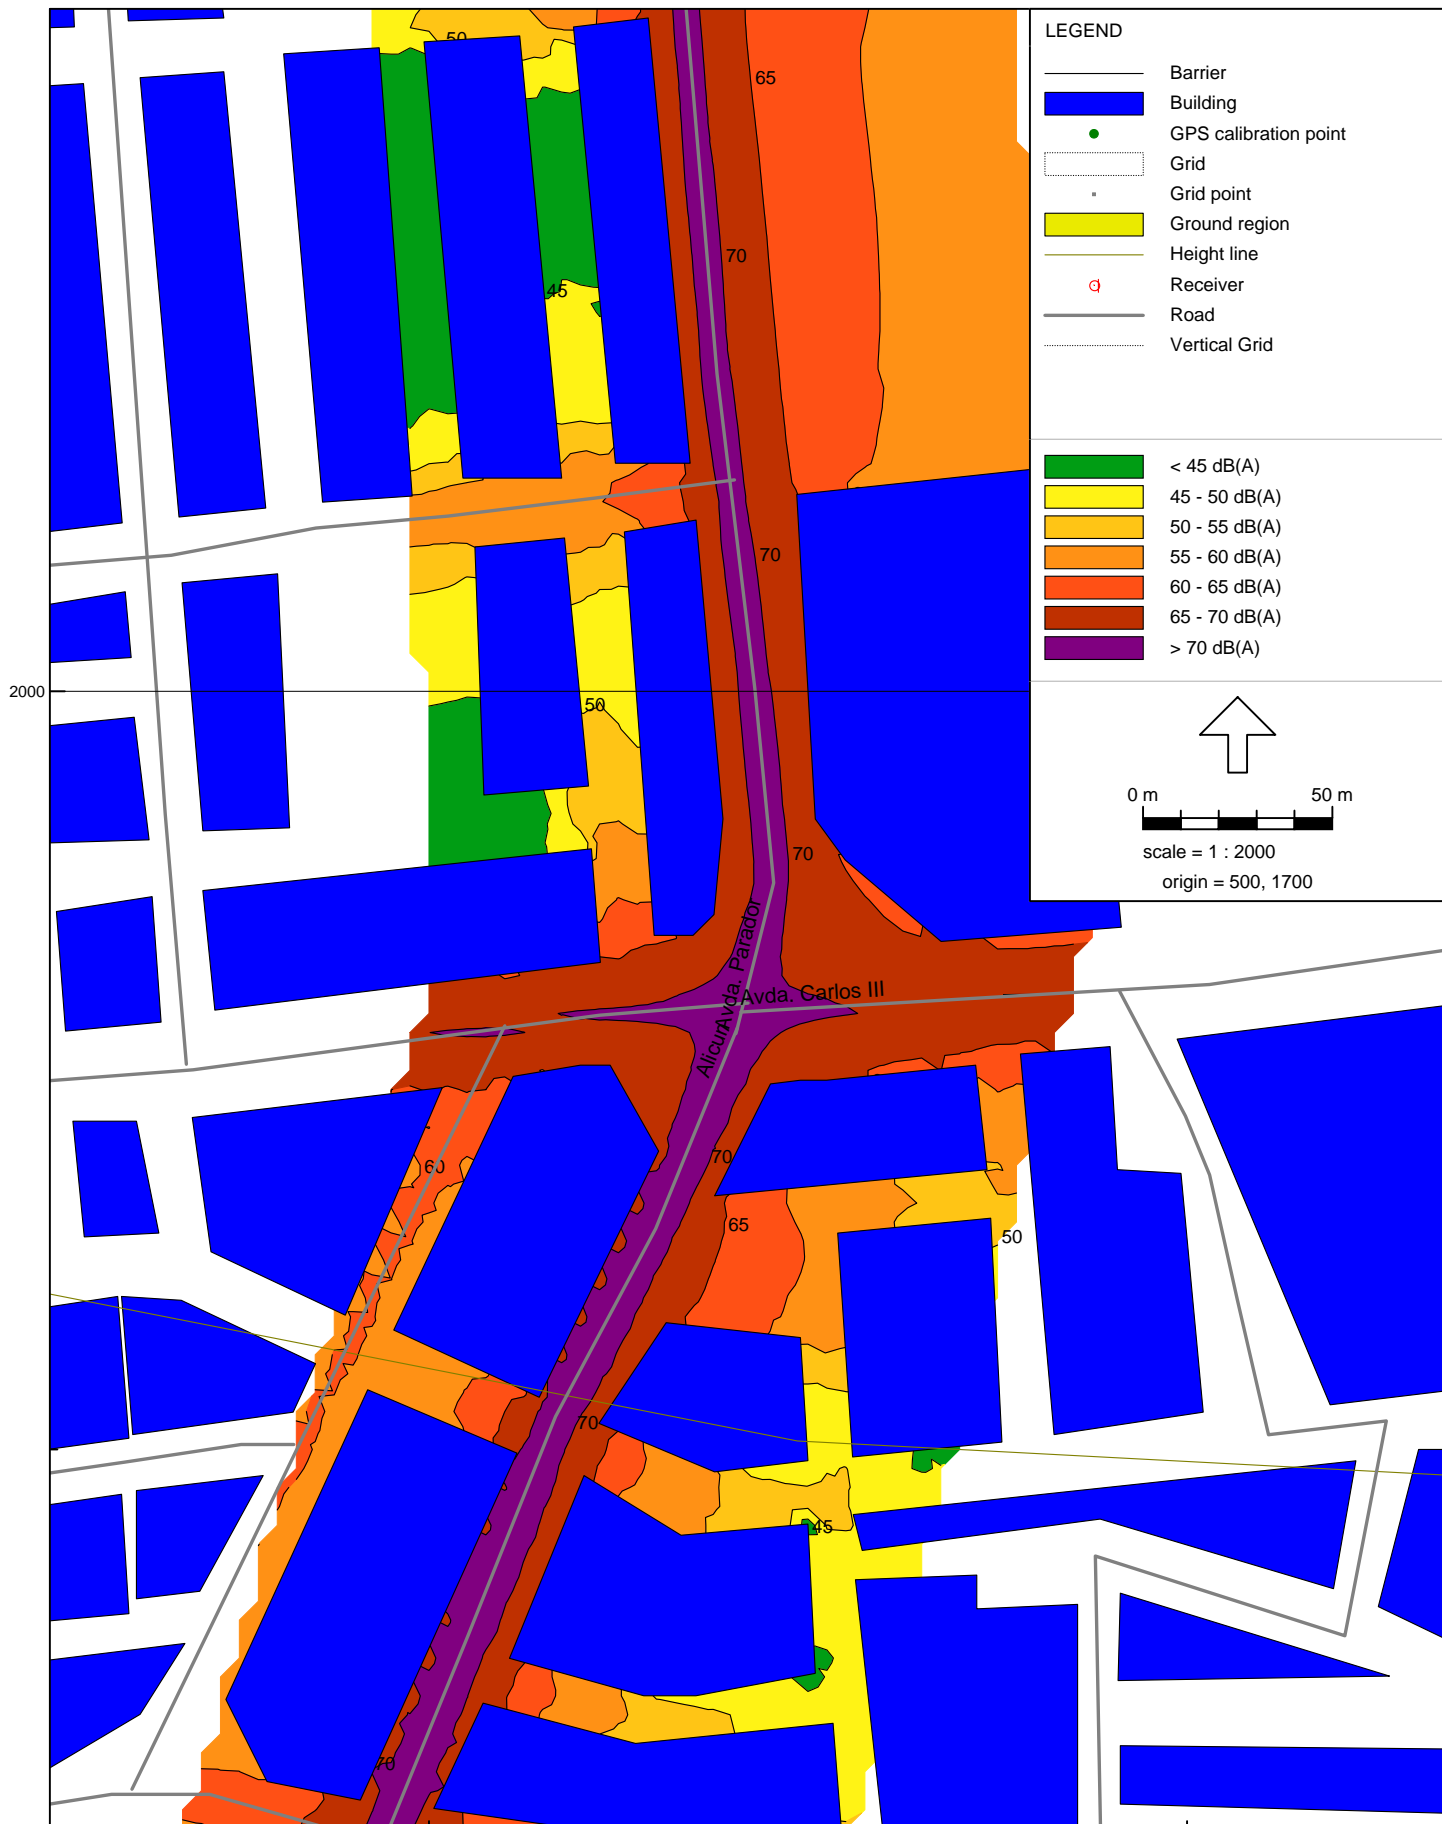 LEGEND
Barrier
Building
GPS calibration point
Grid
Grid point
Ground region
Height line
Receiver
Road
Vertical Grid
< 45 dB(A)
45 - 50 dB(A)
50 - 55 dB(A)
55 - 60 dB(A)
60 - 65 dB(A)
65 - 70 dB(A)
> 70 dB(A)
0 m 50 m
scale = 1 : 2000
origin = 500, 1700
50
65
70
45
70
2000
50
70
Avda. Parador
Avda. Carlos III
Alicun
60
70
65
50
70
45
70